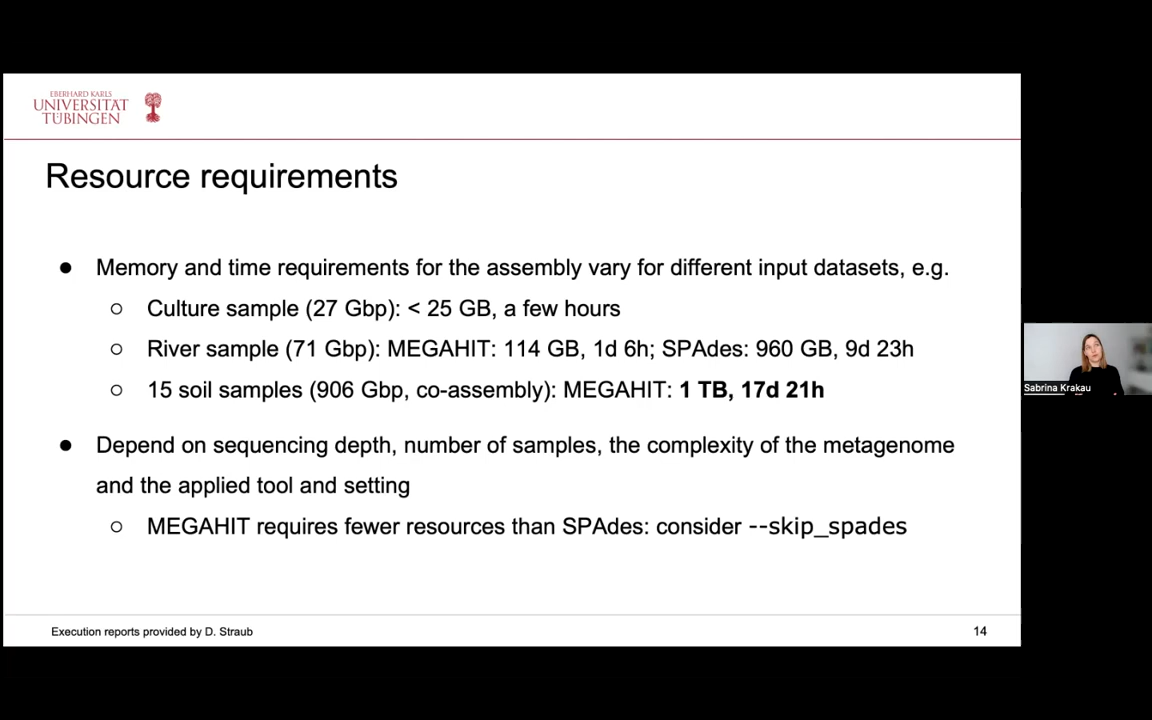 EBERHARD KARLS
UNIVERSITÄT
TÜBINGEN
Resource requirements
● Memory and time requirements for the assembly vary for different input datasets, e.g.
○ Culture sample (27 Gbp): < 25 GB, a few hours
○ River sample (71 Gbp): MEGAHIT: 114 GB, 1d 6h; SPAdes: 960 GB, 9d 23h
○ 15 soil samples (906 Gbp, co-assembly): MEGAHIT: 1 TB, 17d 21h
● Depend on sequencing depth, number of samples, the complexity of the metagenome
and the applied tool and setting
○ MEGAHIT requires fewer resources than SPAdes: consider --skip_spades
Sabrina Krakau
Execution reports provided by D. Straub
14